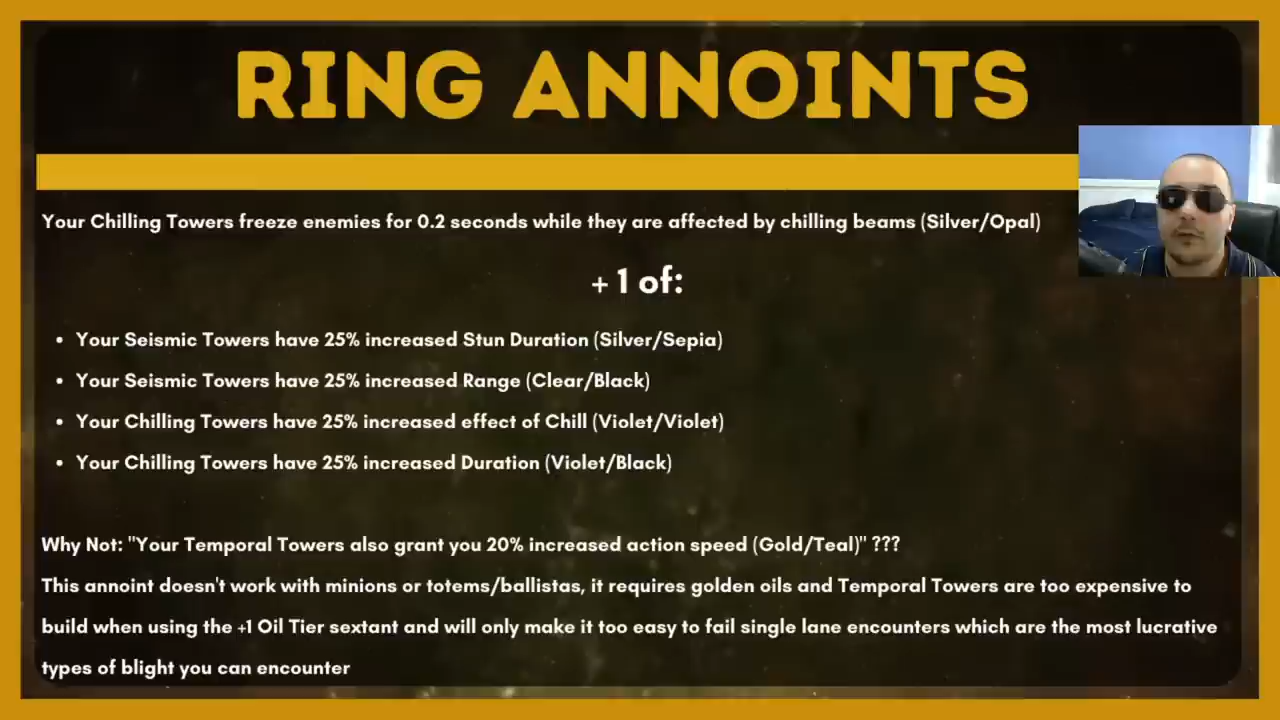 RING ANNOINTS
Your Chilling Towers freeze enemies for 0.2 seconds while they are affected by chilling beams (Silver/Opal)
+ 1 of:
• Your Seismic Towers have 25% increased Stun Duration (Silver/Sepia)
• Your Seismic Towers have 25% increased Range (Clear/Black)
• Your Chilling Towers have 25% increased effect of Chill (Violet/Violet)
• Your Chilling Towers have 25% increased Duration (Violet/Black)
Why Not: "Your Temporal Towers also grant you 20% increased action speed (Gold/Teal)" ???
This annoint doesn't work with minions or totems/ballistas, it requires golden oils and Temporal Towers are too expensive to
build when using the +1 Oil Tier sextant and will only make it too easy to fail single lane encounters which are the most lucrative
types of blight you can encounter